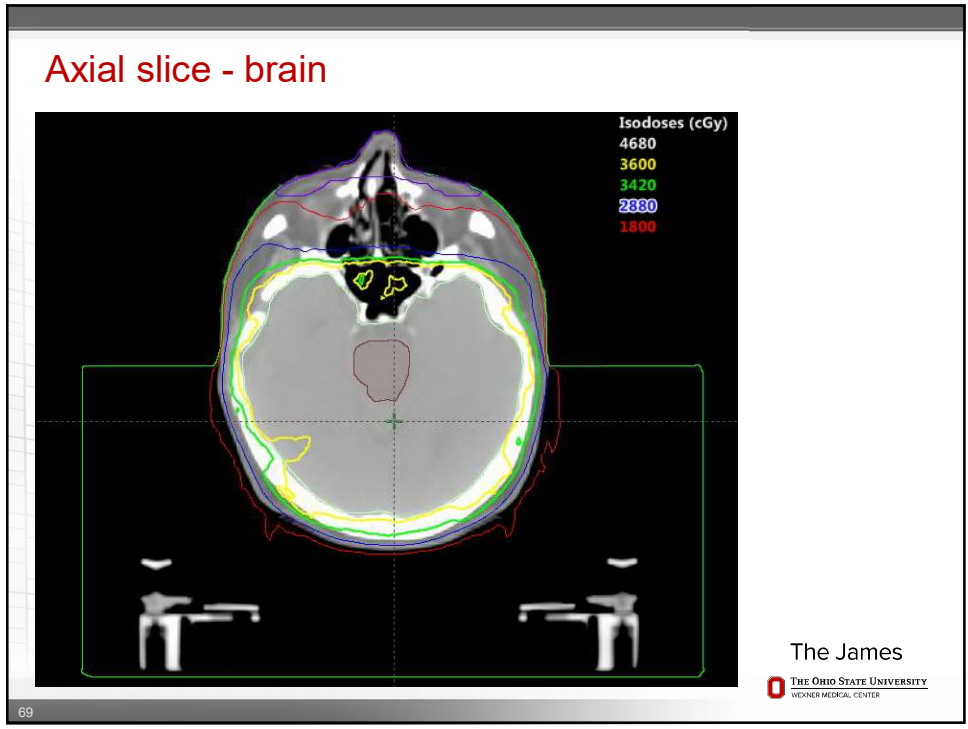 Axial slice - brain
Isodoses (cGy)
4680
3600
3420
2880
1800
The James
THE OHIO STATE UNIVERSITY
WEXNER MEDICAL CENTER
69